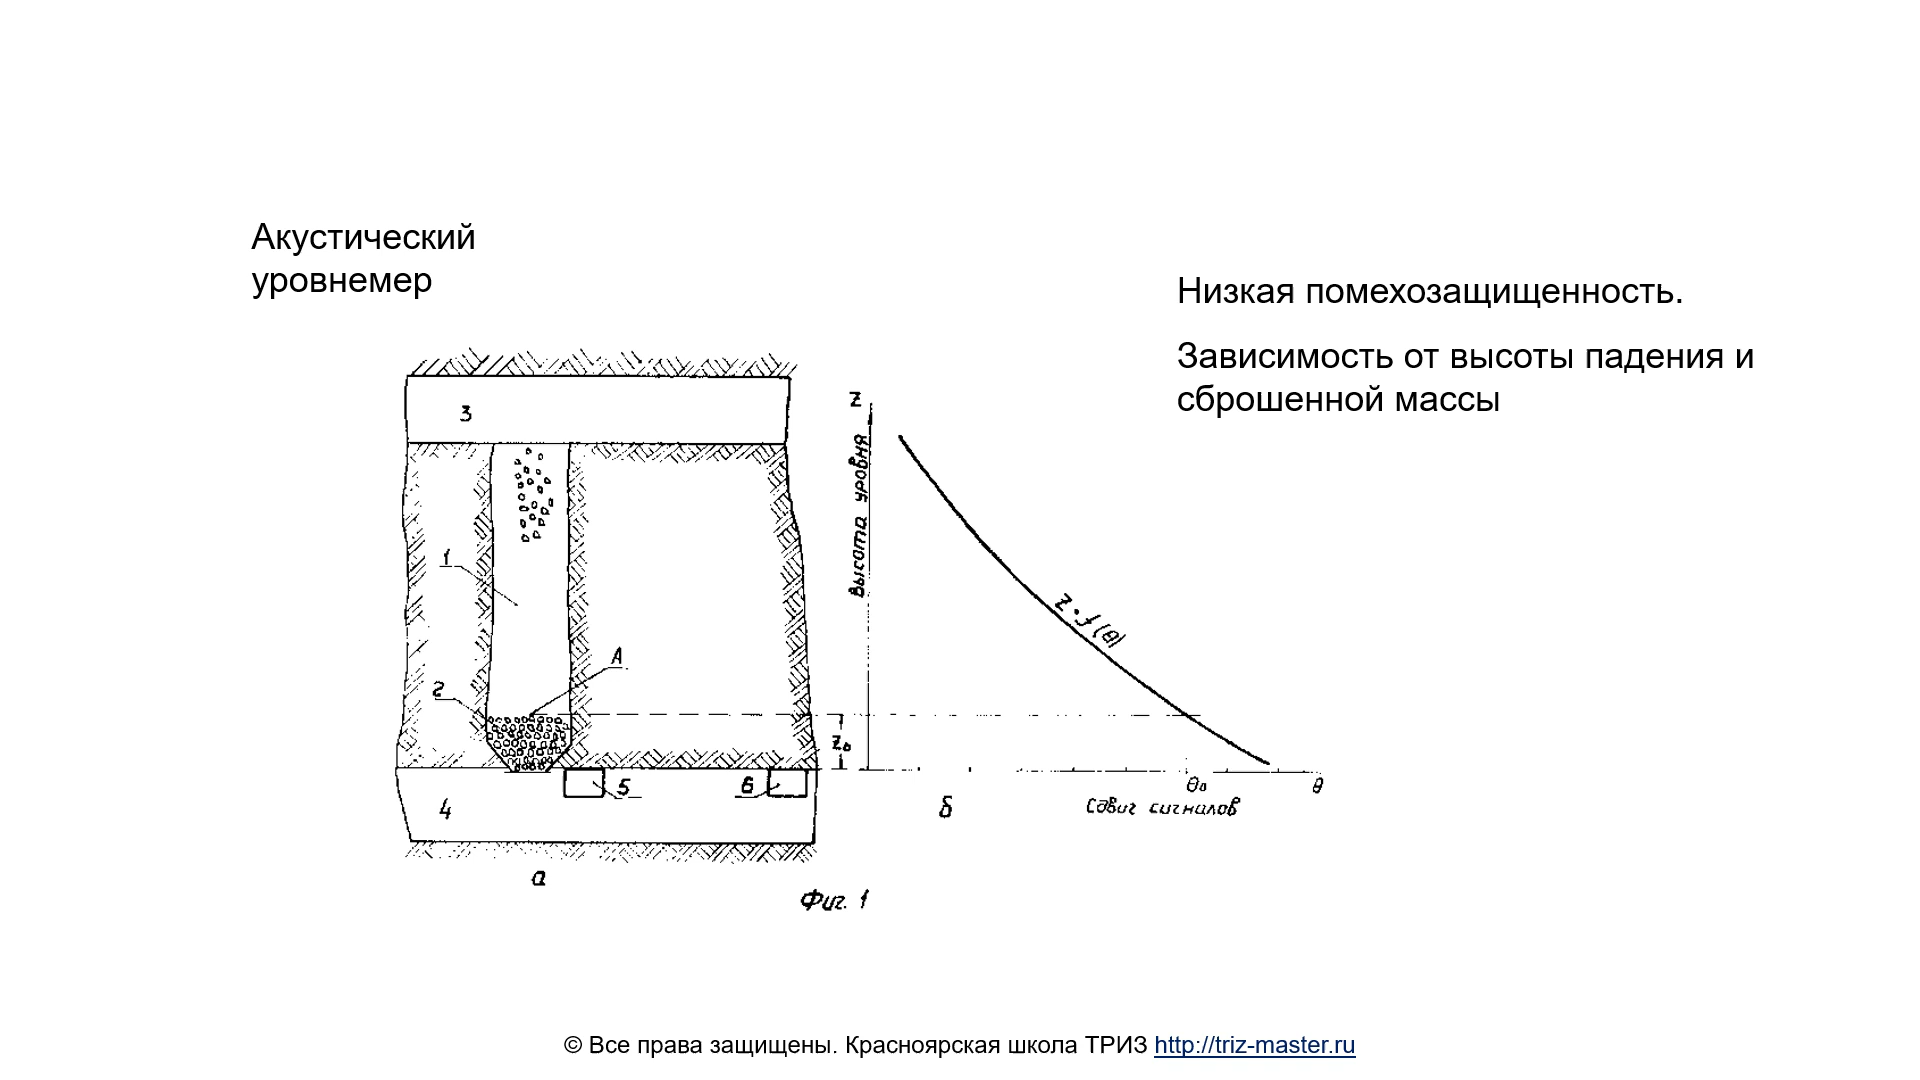 Акустический
уровнемер
Низкая помехозащищенность.
Зависимость от высоты падения и
сброшенной массы
3
1
A
2
z₀
5
6
4
а
z
Высота уровня
z = f(θ)
θ₀
θ
Сдвиг сигналов
б
Фиг. 1
© Все права защищены. Красноярская школа ТРИЗ http://triz-master.ru